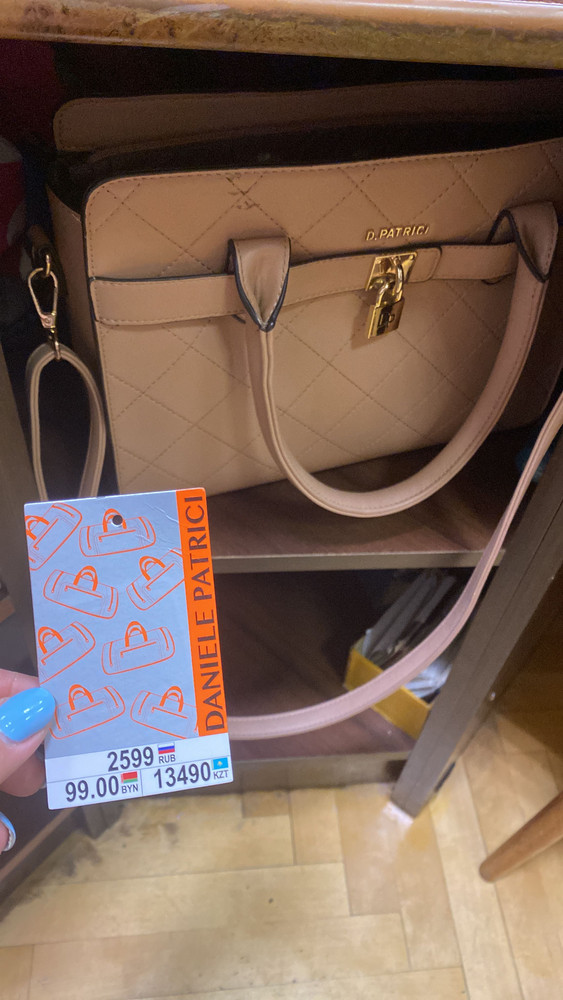 D.PATRICI
DANIELE PATRICI
2599 RUB
99.00 BYN 13490 KZT